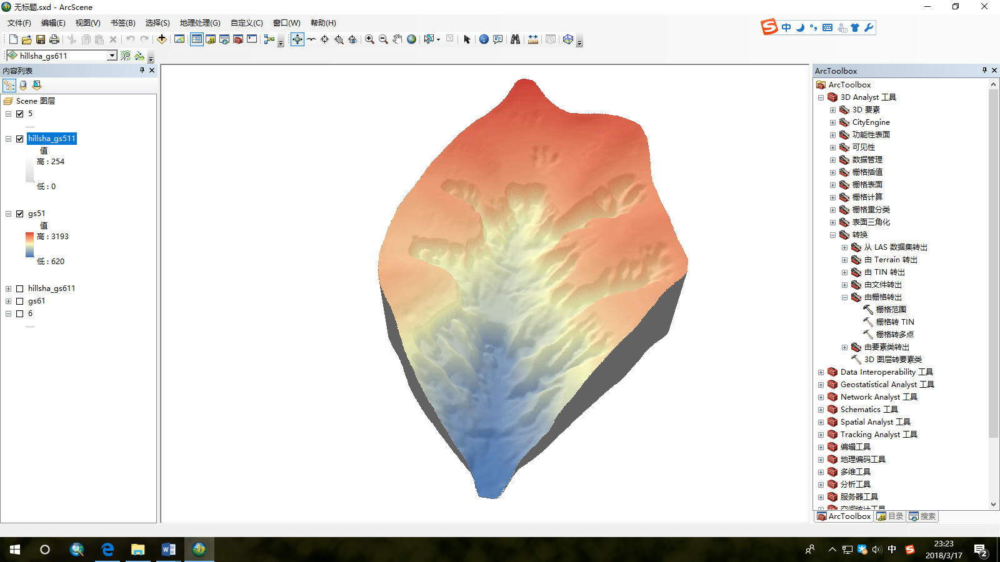 无标题.sxd - ArcScene
文件(F) 编辑(E) 视图(V) 书签(B) 选择(S) 地理处理(G) 自定义(C) 窗口(W) 帮助(H)
中
hillsha_gs611
内容列表
Scene 图层
5
hillsha_gs511
值
高 : 254
低 : 0
gs51
值
高 : 3193
低 : 620
hillsha_gs611
gs61
6
ArcToolbox
ArcToolbox
3D Analyst 工具
3D 要素
CityEngine
功能性表面
可见性
数据管理
栅格插值
栅格表面
栅格计算
栅格重分类
表面三角化
转换
从 LAS 数据集转出
由 Terrain 转出
由 TIN 转出
由文件转出
由栅格转出
栅格范围
栅格转 TIN
栅格转多点
由要素类转出
3D 图层转要素类
Data Interoperability 工具
Geostatistical Analyst 工具
Network Analyst 工具
Schematics 工具
Spatial Analyst 工具
Tracking Analyst 工具
编辑工具
地理编码工具
多维工具
分析工具
服务器工具
空间统计工具
ArcToolbox 目录 搜索
中
23:23
2018/3/17
2